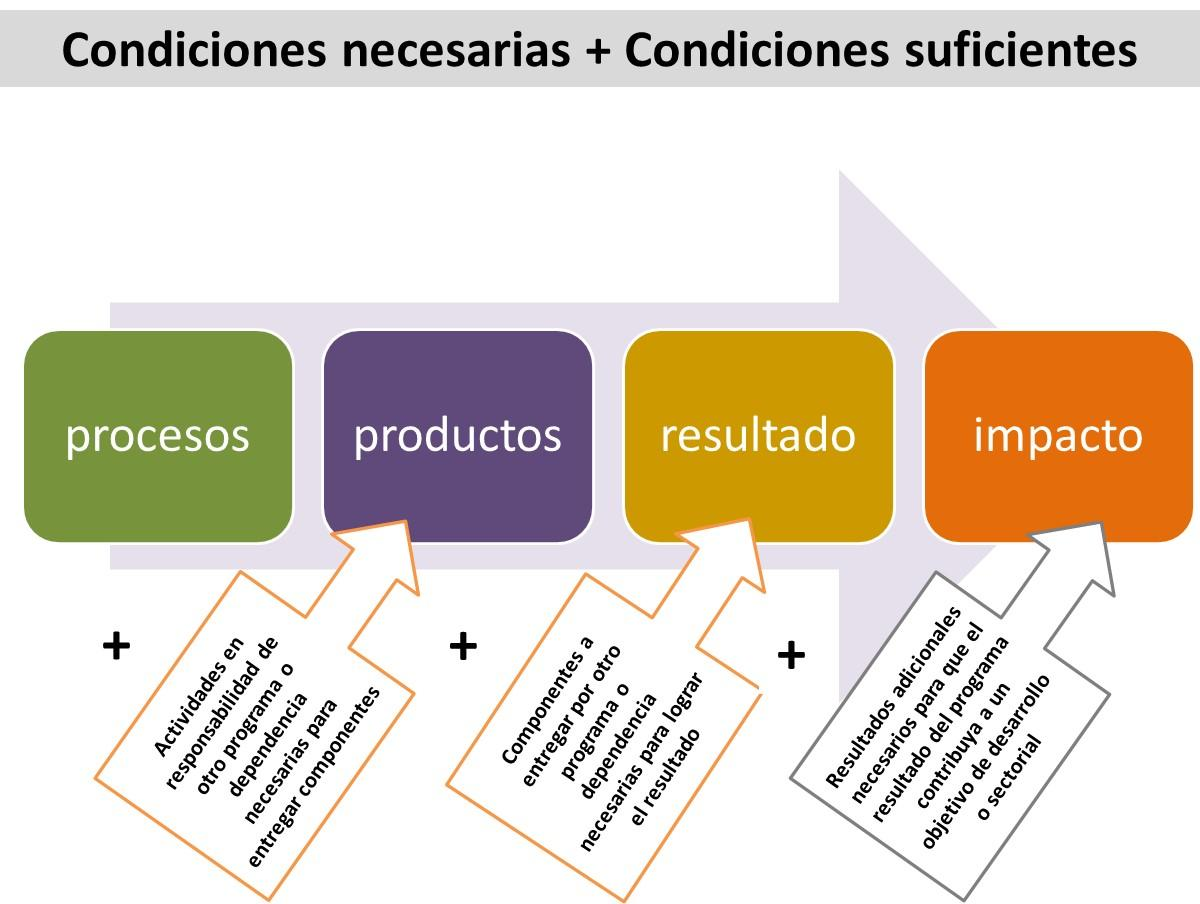 Condiciones necesarias + Condiciones suficientes
procesos
productos
resultado
impacto
+
Actividades en
responsabilidad de
otro programa o
dependencia
necesarias para
entregar componentes
+
Componentes a
entregar por otro
programa o
dependencia
necesarias para lograr
el resultado
+
Resultados adicionales
necesarios para que el
resultado del programa
contribuya a un
objetivo de desarrollo
o sectorial